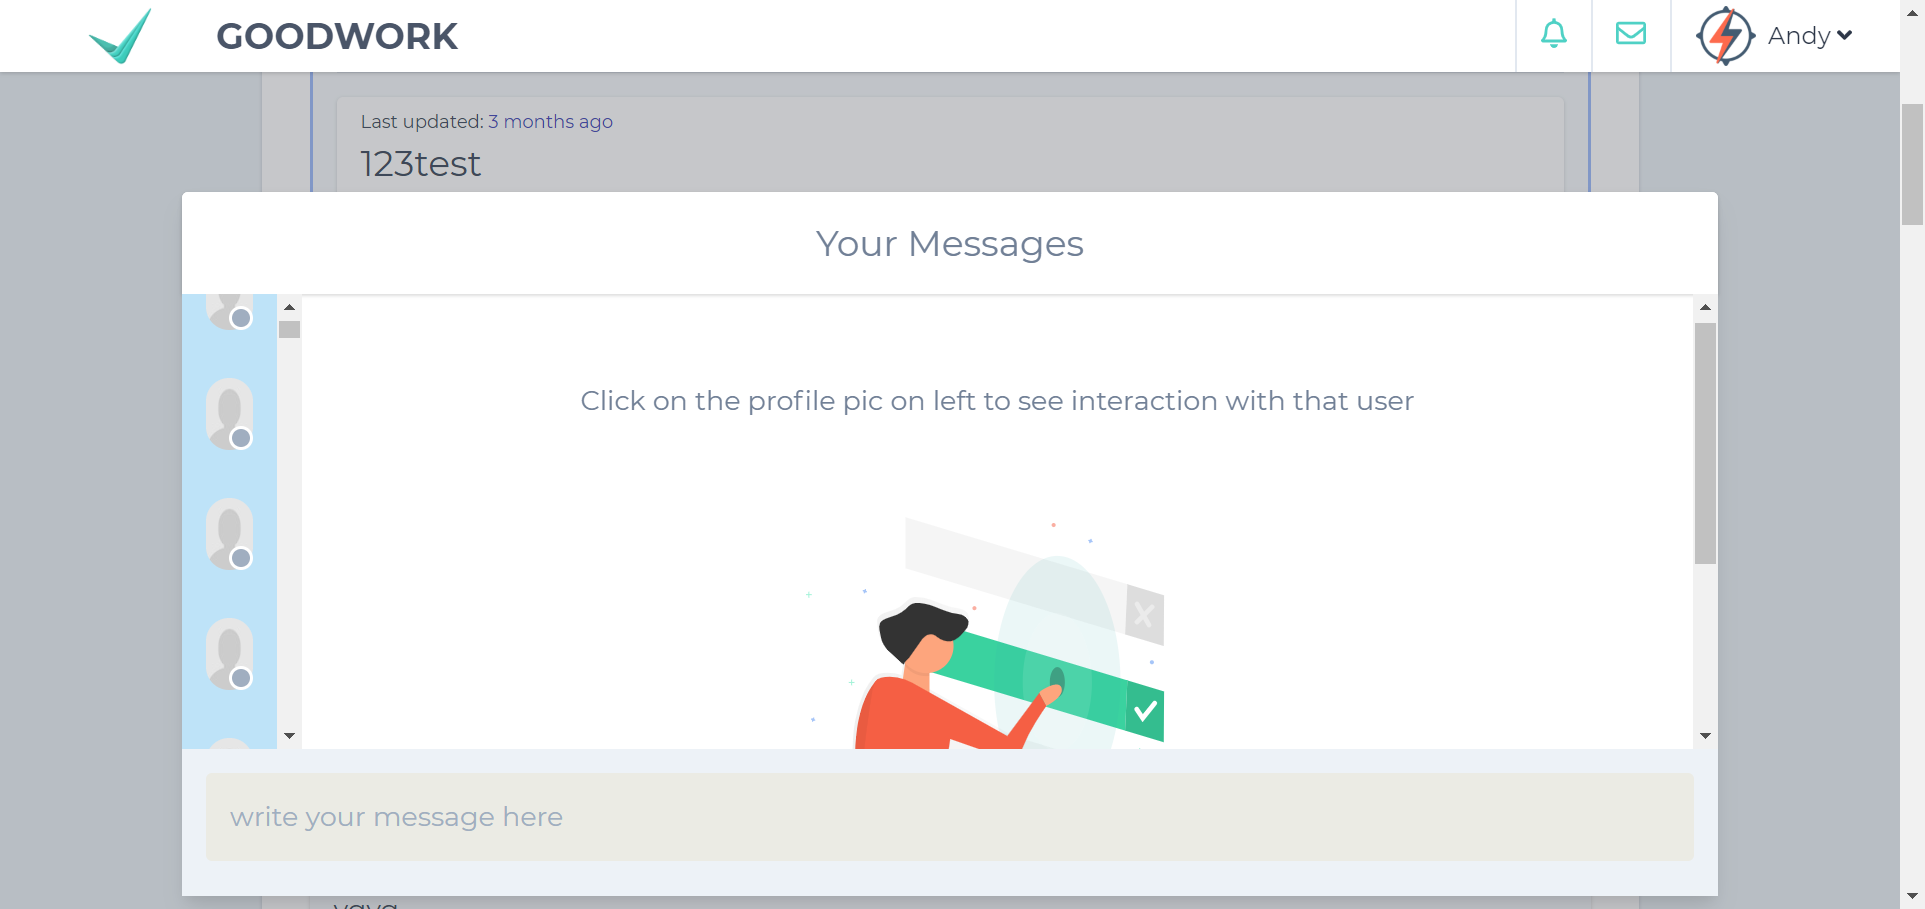 GOODWORK
Andy
Last updated: 3 months ago
123test
Your Messages
Click on the profile pic on left to see interaction with that user
write your message here